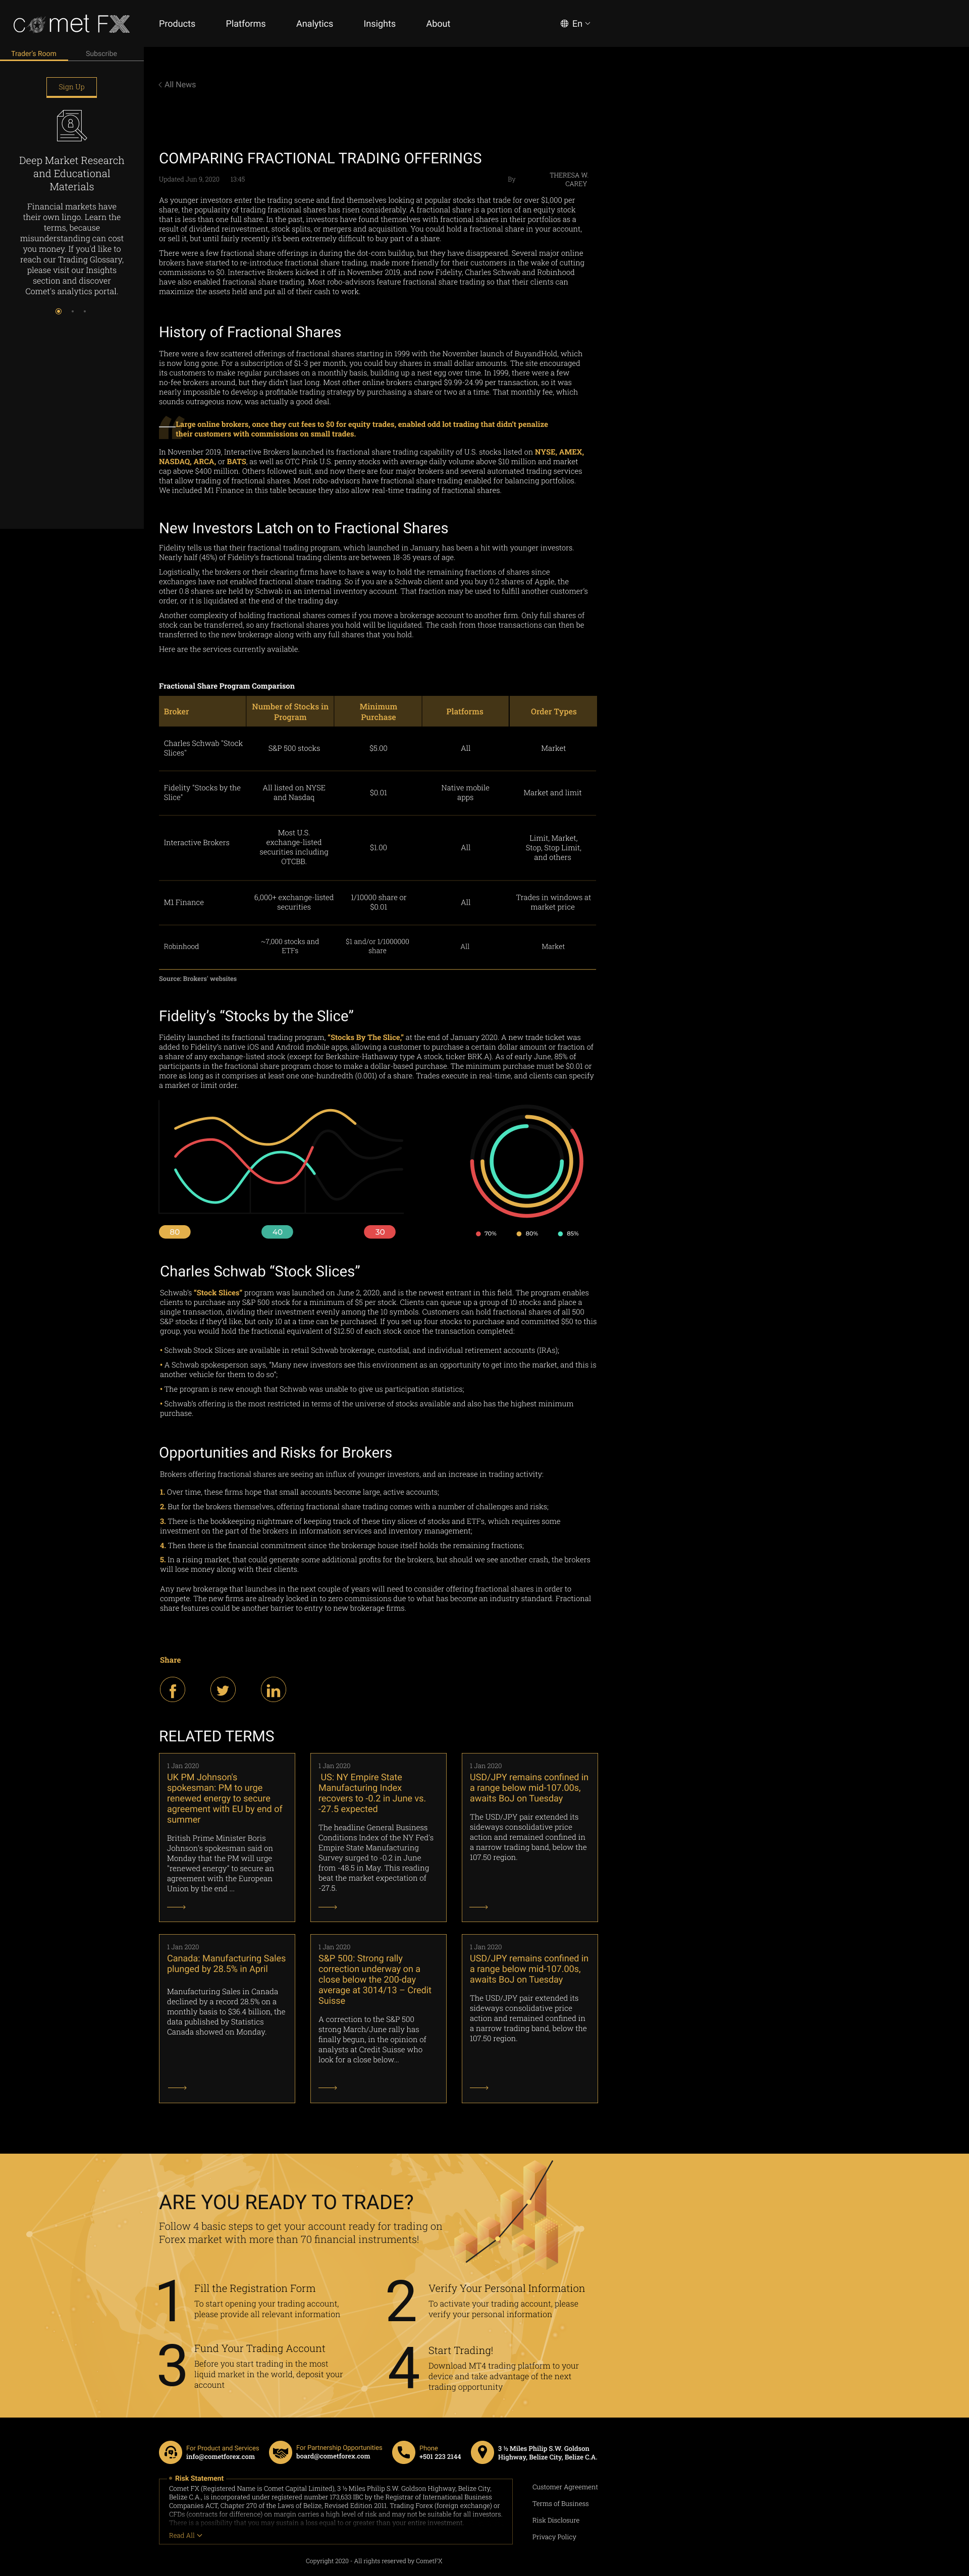 comet FX
Products Platforms Analytics Insights About En
Trader's Room Subscribe
Sign Up
Deep Market Research
and Educational
Materials
Financial markets have
their own lingo. Learn the
terms, because
misunderstanding can cost
you money. If you'd like to
reach our Trading Glossary,
please visit our Insights
section and discover
Comet's analytics portal.
All News
COMPARING FRACTIONAL TRADING OFFERINGS
Updated Jun 9, 2020 13:45 By THERESA W.
CAREY
As younger investors enter the trading scene and find themselves looking at popular stocks that trade for over $1,000 per
share, the popularity of trading fractional shares has risen considerably. A fractional share is a portion of an equity stock
that is less than one full share. In the past, investors have found themselves with fractional shares in their portfolios as a
result of dividend reinvestment, stock splits, or mergers and acquisition. You could hold a fractional share in your account,
or sell it, but until fairly recently it's been extremely difficult to buy part of a share.
There were a few fractional share offerings in during the dot-com buildup, but they have disappeared. Several major online
brokers have started to re-introduce fractional share trading, made more friendly for their customers in the wake of cutting
commissions to $0. Interactive Brokers kicked it off in November 2019, and now Fidelity, Charles Schwab and Robinhood
have also enabled fractional share trading. Most robo-advisors feature fractional share trading so that their clients can
maximize the assets held and put all of their cash to work.
History of Fractional Shares
There were a few scattered offerings of fractional shares starting in 1999 with the November launch of BuyandHold, which
is now long gone. For a subscription of $1-3 per month, you could buy shares in small dollar amounts. The site encouraged
its customers to make regular purchases on a monthly basis, building up a nest egg over time. In 1999, there were a few
no-fee brokers around, but they didn't last long. Most other online brokers charged $9.99-24.99 per transaction, so it was
nearly impossible to develop a profitable trading strategy by purchasing a share or two at a time. That monthly fee, which
sounds outrageous now, was actually a good deal.
Large online brokers, once they cut fees to $0 for equity trades, enabled odd lot trading that didn't penalize
their customers with commissions on small trades.
In November 2019, Interactive Brokers launched its fractional share trading capability of U.S. stocks listed on NYSE, AMEX,
NASDAQ, ARCA, or BATS, as well as OTC Pink U.S. penny stocks with average daily volume above $10 million and market
cap above $400 million. Others followed suit, and now there are four major brokers and several automated trading services
that allow trading of fractional shares. Most robo-advisors have fractional share trading enabled for balancing portfolios.
We included M1 Finance in this table because they also allow real-time trading of fractional shares.
New Investors Latch on to Fractional Shares
Fidelity tells us that their fractional trading program, which launched in January, has been a hit with younger investors.
Nearly half (45%) of Fidelity's fractional trading clients are between 18-35 years of age.
Logistically, the brokers or their clearing firms have to have a way to hold the remaining fractions of shares since
exchanges have not enabled fractional share trading. So if you are a Schwab client and you buy 0.2 shares of Apple, the
other 0.8 shares are held by Schwab in an internal inventory account. That fraction may be used to fulfill another customer's
order, or it is liquidated at the end of the trading day.
Another complexity of holding fractional shares comes if you move a brokerage account to another firm. Only full shares of
stock can be transferred, so any fractional shares you hold will be liquidated. The cash from those transactions can then be
transferred to the new brokerage along with any full shares that you hold.
Here are the services currently available.
Fractional Share Program Comparison
Broker Number of Stocks in Program Minimum Purchase Platforms Order Types
Charles Schwab "Stock Slices" S&P 500 stocks $5.00 All Market
Fidelity "Stocks by the Slice" All listed on NYSE and Nasdaq $0.01 Native mobile apps Market and limit
Interactive Brokers Most U.S. exchange-listed securities including OTCBB. $1.00 All Limit, Market, Stop, Stop Limit, and others
M1 Finance 6,000+ exchange-listed securities 1/10000 share or $0.01 All Trades in windows at market price
Robinhood ~7,000 stocks and ETFs $1 and/or 1/1000000 share All Market
Source: Brokers' websites
Fidelity's “Stocks by the Slice”
Fidelity launched its fractional trading program, “Stocks By The Slice,” at the end of January 2020. A new trade ticket was
added to Fidelity's native iOS and Android mobile apps, allowing a customer to purchase a certain dollar amount or fraction of
a share of any exchange-listed stock (except for Berkshire-Hathaway type A stock, ticker BRK.A). As of early June, 85% of
participants in the fractional share program chose to make a dollar-based purchase. The minimum purchase must be $0.01 or
more as long as it comprises at least one one-hundredth (0.001) of a share. Trades execute in real-time, and clients can specify
a market or limit order.
80 40 30
70% 80% 85%
Charles Schwab “Stock Slices”
Schwab's “Stock Slices” program was launched on June 2, 2020, and is the newest entrant in this field. The program enables
clients to purchase any S&P 500 stock for a minimum of $5 per stock. Clients can queue up a group of 10 stocks and place a
single transaction, dividing their investment evenly among the 10 symbols. Customers can hold fractional shares of all 500
S&P stocks if they'd like, but only 10 at a time can be purchased. If you set up four stocks to purchase and committed $50 to this
group, you would hold the fractional equivalent of $12.50 of each stock once the transaction completed:
• Schwab Stock Slices are available in retail Schwab brokerage, custodial, and individual retirement accounts (IRAs);
• A Schwab spokesperson says, “Many new investors see this environment as an opportunity to get into the market, and this is
another vehicle for them to do so”;
• The program is new enough that Schwab was unable to give us participation statistics;
• Schwab's offering is the most restricted in terms of the universe of stocks available and also has the highest minimum
purchase.
Opportunities and Risks for Brokers
Brokers offering fractional shares are seeing an influx of younger investors, and an increase in trading activity:
1. Over time, these firms hope that small accounts become large, active accounts;
2. But for the brokers themselves, offering fractional share trading comes with a number of challenges and risks;
3. There is the bookkeeping nightmare of keeping track of these tiny slices of stocks and ETFs, which requires some
investment on the part of the brokers in information services and inventory management;
4. Then there is the financial commitment since the brokerage house itself holds the remaining fractions;
5. In a rising market, that could generate some additional profits for the brokers, but should we see another crash, the brokers
will lose money along with their clients.
Any new brokerage that launches in the next couple of years will need to consider offering fractional shares in order to
compete. The new firms are already locked in to zero commissions due to what has become an industry standard. Fractional
share features could be another barrier to entry to new brokerage firms.
Share
RELATED TERMS
1 Jan 2020
UK PM Johnson's
spokesman: PM to urge
renewed energy to secure
agreement with EU by end of
summer
British Prime Minister Boris
Johnson's spokesman said on
Monday that the PM will urge
"renewed energy" to secure an
agreement with the European
Union by the end ...
1 Jan 2020
US: NY Empire State
Manufacturing Index
recovers to -0.2 in June vs.
-27.5 expected
The headline General Business
Conditions Index of the NY Fed's
Empire State Manufacturing
Survey surged to -0.2 in June
from -48.5 in May. This reading
beat the market expectation of
-27.5.
1 Jan 2020
USD/JPY remains confined in
a range below mid-107.00s,
awaits BoJ on Tuesday
The USD/JPY pair extended its
sideways consolidative price
action and remained confined in
a narrow trading band, below the
107.50 region.
1 Jan 2020
Canada: Manufacturing Sales
plunged by 28.5% in April
Manufacturing Sales in Canada
declined by a record 28.5% on a
monthly basis to $36.4 billion, the
data published by Statistics
Canada showed on Monday.
1 Jan 2020
S&P 500: Strong rally
correction underway on a
close below the 200-day
average at 3014/13 – Credit
Suisse
A correction to the S&P 500
strong March/June rally has
finally begun, in the opinion of
analysts at Credit Suisse who
look for a close below...
1 Jan 2020
USD/JPY remains confined in
a range below mid-107.00s,
awaits BoJ on Tuesday
The USD/JPY pair extended its
sideways consolidative price
action and remained confined in
a narrow trading band, below the
107.50 region.
ARE YOU READY TO TRADE?
Follow 4 basic steps to get your account ready for trading on
Forex market with more than 70 financial instruments!
1 Fill the Registration Form
To start opening your trading account,
please provide all relevant information
2 Verify Your Personal Information
To activate your trading account, please
verify your personal information
3 Fund Your Trading Account
Before you start trading in the most
liquid market in the world, deposit your
account
4 Start Trading!
Download MT4 trading platform to your
device and take advantage of the next
trading opportunity
For Product and Services
info@cometforex.com
For Partnership Opportunities
board@cometforex.com
Phone
+501 223 2144
3 ½ Miles Philip S.W. Goldson
Highway, Belize City, Belize C.A.
Risk Statement
Comet FX (Registered Name is Comet Capital Limited), 3 ½ Miles Philip S.W. Goldson Highway, Belize City,
Belize C.A., is incorporated under registered number 173,633 IBC by the Registrar of International Business
Companies ACT, Chapter 270 of the Laws of Belize, Revised Edition 2011. Trading Forex (foreign exchange) or
CFDs (contracts for difference) on margin carries a high level of risk and may not be suitable for all investors.
There is a possibility that you may sustain a loss equal to or greater than your entire investment.
Read All
Customer Agreement
Terms of Business
Risk Disclosure
Privacy Policy
Copyright 2020 - All rights reserved by CometFX